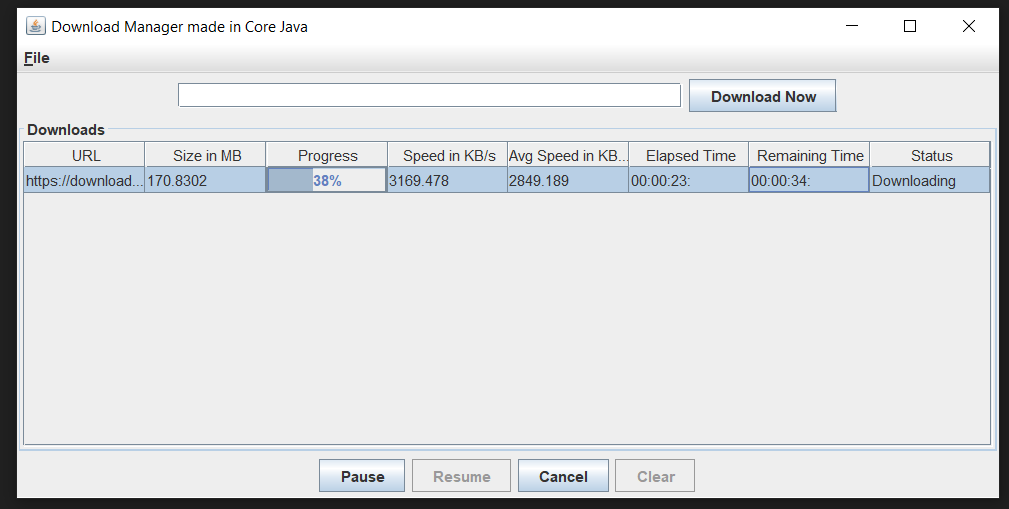 Download Manager made in Core Java
File
Download Now
Downloads
URL Size in MB Progress Speed in KB/s Avg Speed in KB... Elapsed Time Remaining Time Status
https://download... 170.8302 38% 3169.478 2849.189 00:00:23: 00:00:34: Downloading
Pause Resume Cancel Clear